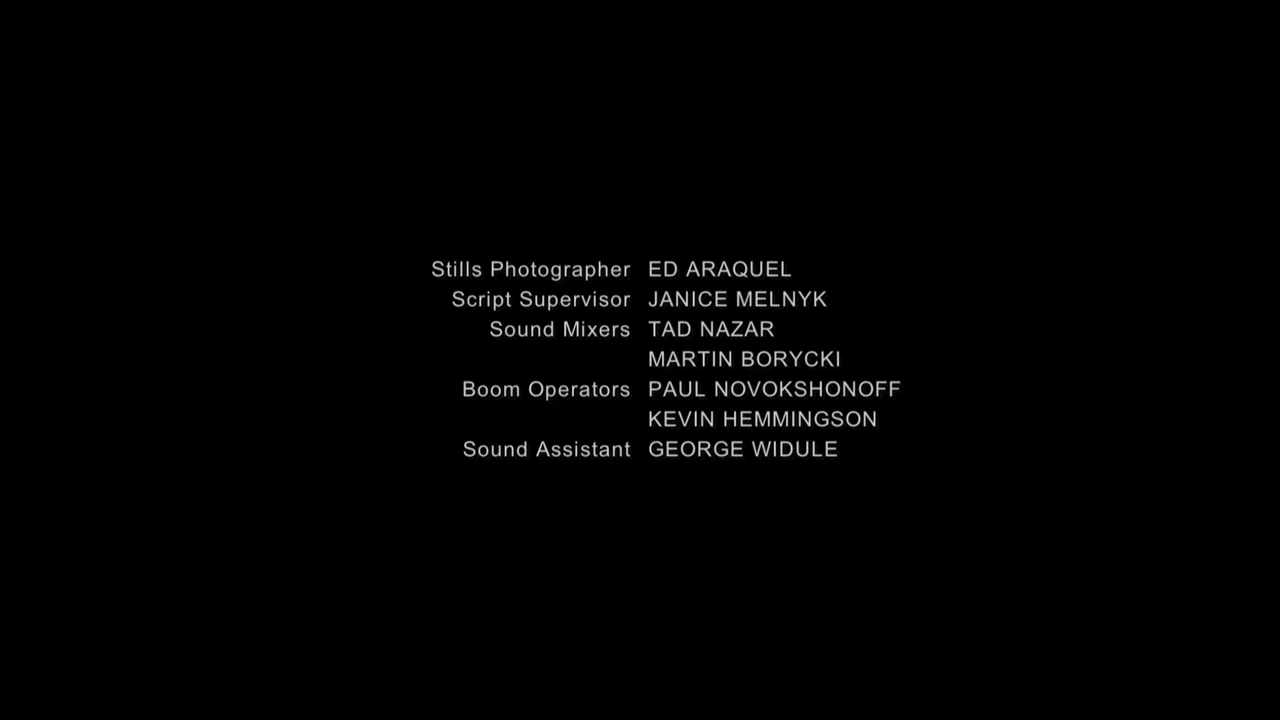 Stills Photographer ED ARAQUEL
Script Supervisor JANICE MELNYK
Sound Mixers TAD NAZAR
MARTIN BORYCKI
Boom Operators PAUL NOVOKSHONOFF
KEVIN HEMMINGSON
Sound Assistant GEORGE WIDULE